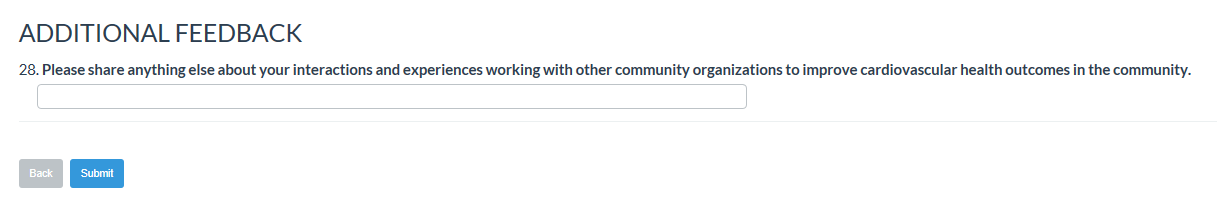 ADDITIONAL FEEDBACK
28. Please share anything else about your interactions and experiences working with other community organizations to improve cardiovascular health outcomes in the community.
Back Submit